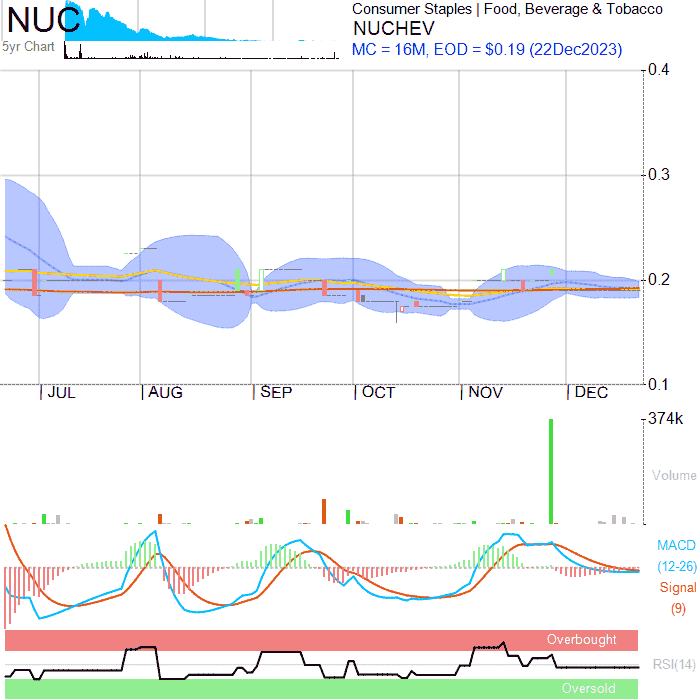 NUC
5yr Chart
Consumer Staples | Food, Beverage & Tobacco
NUCHEV
MC = 16M, EOD = $0.19 (22Dec2023)
0.4
0.3
0.2
0.1
JUL AUG SEP OCT NOV DEC
374k
Volume
MACD
(12-26)
Signal
(9)
Overbought
RSI(14)
Oversold